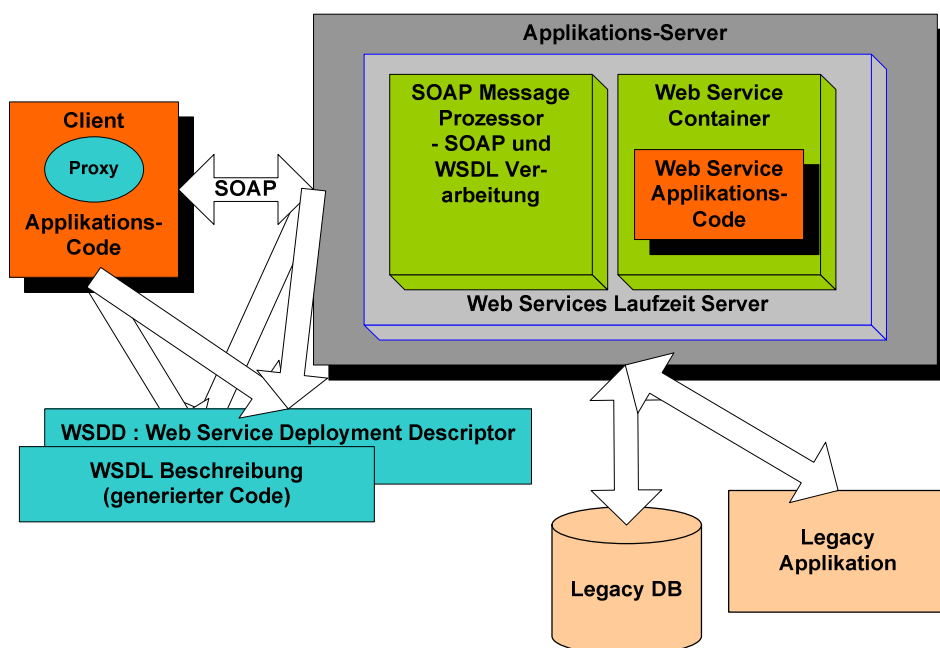 Applikations-Server
SOAP Message
Prozessor
- SOAP und
WSDL Ver-
arbeitung
Web Service
Container
Web Service
Applikations-
Code
Web Services Laufzeit Server
Client
Proxy
Applikations-
Code
SOAP
WSDD : Web Service Deployment Descriptor
WSDL Beschreibung
(generierter Code)
Legacy DB
Legacy
Applikation